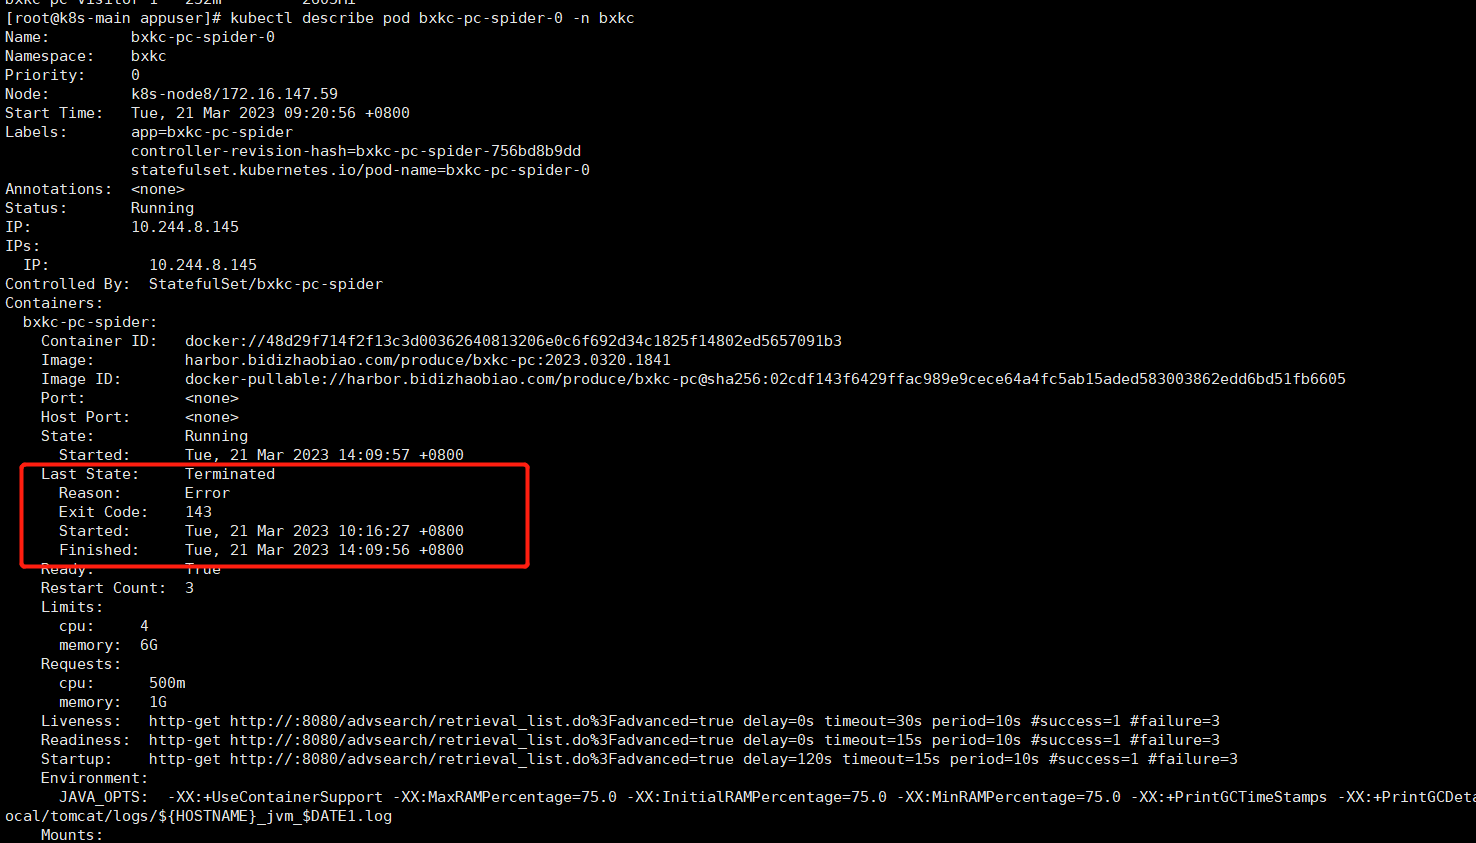 [root@k8s-main appuser]# kubectl describe pod bxkc-pc-spider-0 -n bxkc
Name:         bxkc-pc-spider-0
Namespace:    bxkc
Priority:     0
Node:         k8s-node8/172.16.147.59
Start Time:   Tue, 21 Mar 2023 09:20:56 +0800
Labels:       app=bxkc-pc-spider
              controller-revision-hash=bxkc-pc-spider-756bd8b9dd
              statefulset.kubernetes.io/pod-name=bxkc-pc-spider-0
Annotations:  <none>
Status:       Running
IP:           10.244.8.145
IPs:
  IP:           10.244.8.145
Controlled By:  StatefulSet/bxkc-pc-spider
Containers:
  bxkc-pc-spider:
    Container ID:   docker://48d29f714f2f13c3d00362640813206e0c6f692d34c1825f14802ed5657091b3
    Image:          harbor.bidizhaobiao.com/produce/bxkc-pc:2023.0320.1841
    Image ID:       docker-pullable://harbor.bidizhaobiao.com/produce/bxkc-pc@sha256:02cdf143f6429ffac989e9cece64a4fc5ab15aded583003862edd6bd51fb6605
    Port:           <none>
    Host Port:      <none>
    State:          Running
      Started:      Tue, 21 Mar 2023 14:09:57 +0800
    Last State:     Terminated
      Reason:       Error
      Exit Code:    143
      Started:      Tue, 21 Mar 2023 10:16:27 +0800
      Finished:     Tue, 21 Mar 2023 14:09:56 +0800
    Ready:          True
    Restart Count:  3
    Limits:
      cpu:     4
      memory:  6G
    Requests:
      cpu:      500m
      memory:   1G
    Liveness:   http-get http://:8080/advsearch/retrieval_list.do%3Fadvanced=true delay=0s timeout=30s period=10s #success=1 #failure=3
    Readiness:  http-get http://:8080/advsearch/retrieval_list.do%3Fadvanced=true delay=0s timeout=15s period=10s #success=1 #failure=3
    Startup:    http-get http://:8080/advsearch/retrieval_list.do%3Fadvanced=true delay=120s timeout=15s period=10s #success=1 #failure=3
    Environment:
      JAVA_OPTS:  -XX:+UseContainerSupport -XX:MaxRAMPercentage=75.0 -XX:InitialRAMPercentage=75.0 -XX:MinRAMPercentage=75.0 -XX:+PrintGCTimeStamps -XX:+PrintGCDeta
ocal/tomcat/logs/${HOSTNAME}_jvm_$DATE1.log
    Mounts: